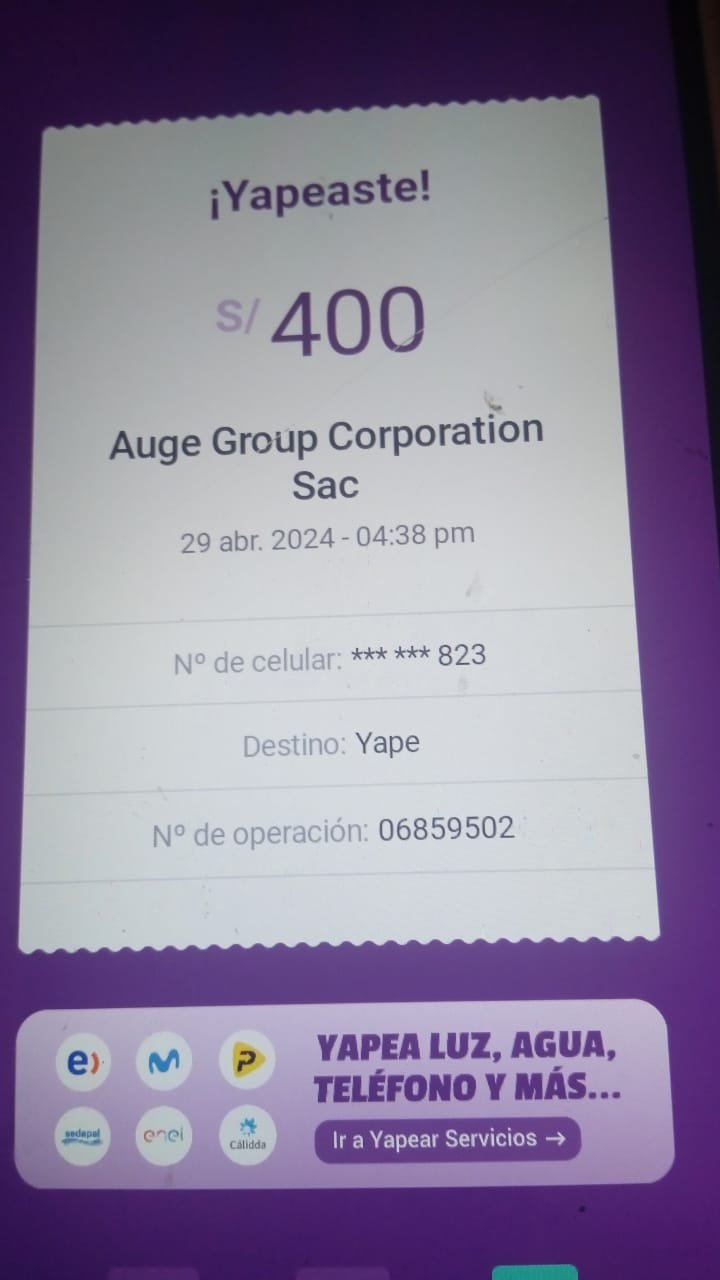 ¡Yapeaste!
S/ 400
Auge Group Corporation
Sac
29 abr. 2024 - 04:38 pm
Nº de celular: *** *** 823
Destino: Yape
Nº de operación: 06859502
e)
P
sedapal
enel
Cálidda
YAPEA LUZ, AGUA,
TELÉFONO Y MÁS...
Ir a Yapear Servicios →